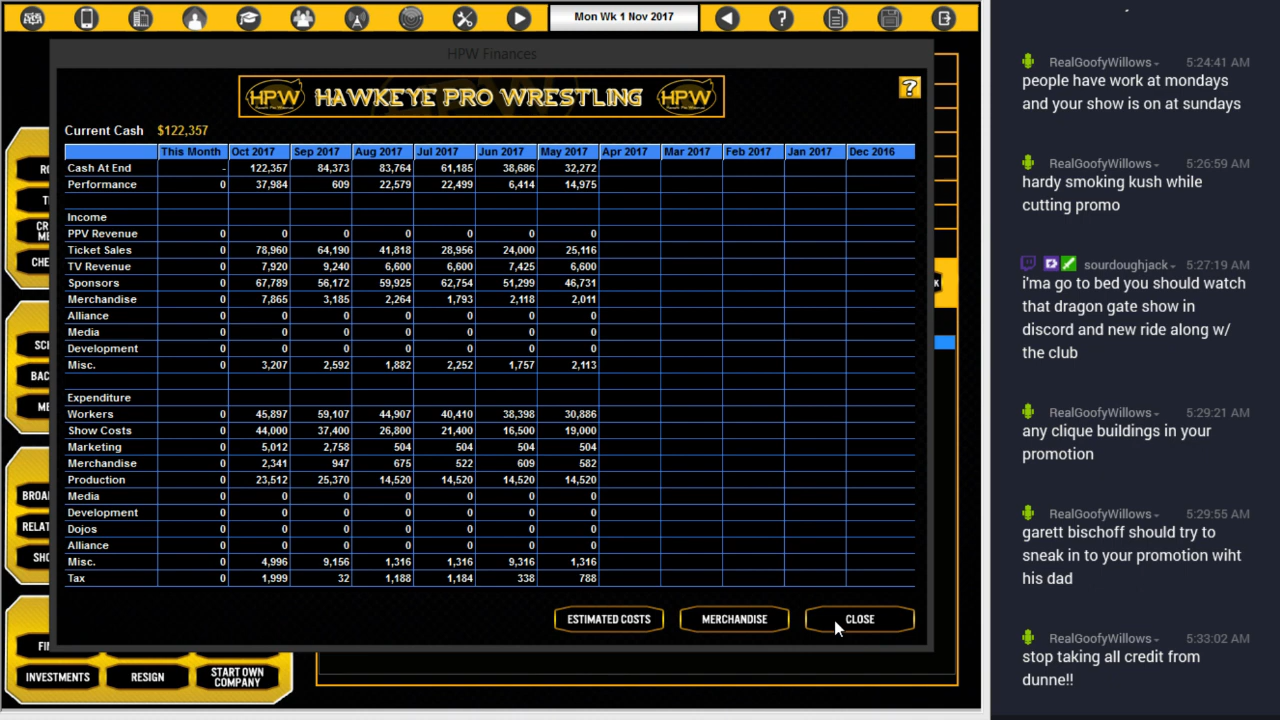 Mon Wk 1 Nov 2017
HPW Finances
HPW HAWKEYE PRO WRESTLING HPW
?
Current Cash $122,357
This Month Oct 2017 Sep 2017 Aug 2017 Jul 2017 Jun 2017 May 2017 Apr 2017 Mar 2017 Feb 2017 Jan 2017 Dec 2016
Cash At End - 122,357 84,373 83,764 61,185 38,686 32,272
Performance 0 37,984 609 22,579 22,499 6,414 14,975
Income
PPV Revenue 0 0 0 0 0 0 0
Ticket Sales 0 78,960 64,190 41,818 28,956 24,000 25,116
TV Revenue 0 7,920 9,240 6,600 6,600 7,425 6,600
Sponsors 0 67,789 56,172 59,925 62,754 51,299 46,731
Merchandise 0 7,865 3,185 2,264 1,793 2,118 2,011
Alliance 0 0 0 0 0 0 0
Media 0 0 0 0 0 0 0
Development 0 0 0 0 0 0 0
Misc. 0 3,207 2,592 1,882 2,252 1,757 2,113
Expenditure
Workers 0 45,897 59,107 44,907 40,410 38,398 30,886
Show Costs 0 44,000 37,400 26,800 21,400 16,500 19,000
Marketing 0 5,012 2,758 504 504 504 504
Merchandise 0 2,341 947 675 522 609 582
Production 0 23,512 25,370 14,520 14,520 14,520 14,520
Media 0 0 0 0 0 0 0
Development 0 0 0 0 0 0 0
Dojos 0 0 0 0 0 0 0
Alliance 0 0 0 0 0 0 0
Misc. 0 4,996 9,156 1,316 1,316 9,316 1,316
Tax 0 1,999 32 1,188 1,184 338 788
ESTIMATED COSTS MERCHANDISE CLOSE
INVESTMENTS RESIGN START OWN
COMPANY
RealGoofyWillows 5:24:41 AM
people have work at mondays
and your show is on at sundays
RealGoofyWillows 5:26:59 AM
hardy smoking kush while
cutting promo
sourdoughjack 5:27:19 AM
i'ma go to bed you should watch
that dragon gate show in
discord and new ride along w/
the club
RealGoofyWillows 5:29:21 AM
any clique buildings in your
promotion
RealGoofyWillows 5:29:55 AM
garett bischoff should try to
sneak in to your promotion wiht
his dad
RealGoofyWillows 5:33:02 AM
stop taking all credit from
dunne!!